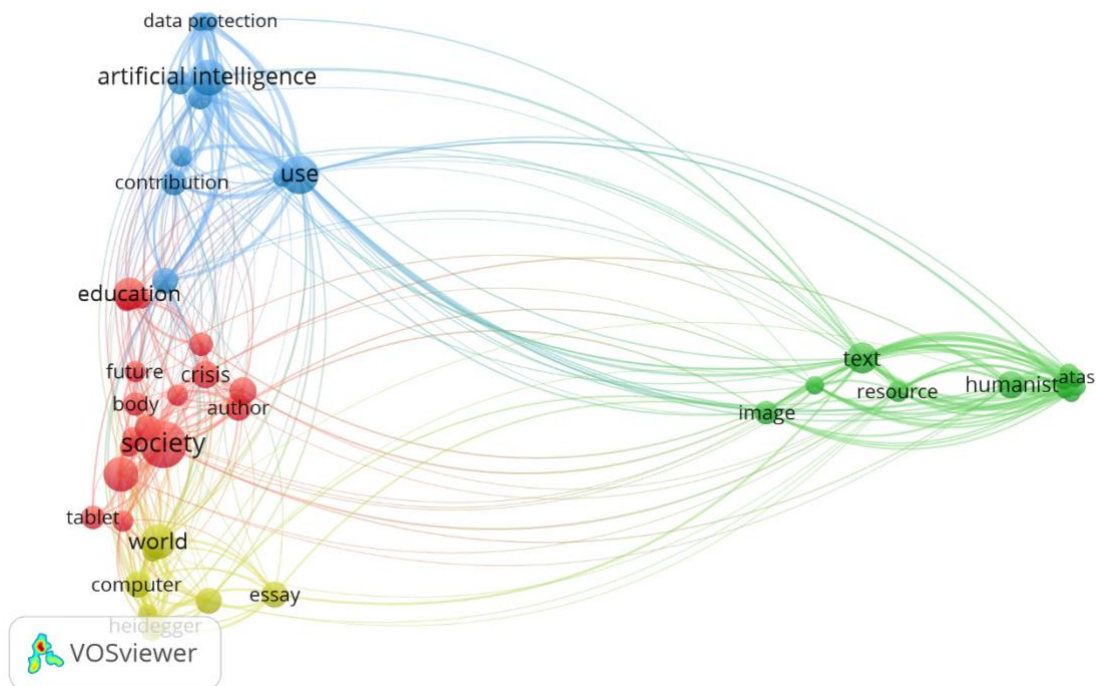 data protection
artificial intelligence
use
contribution
education
future
crisis
body
author
society
tablet
world
computer
essay
heidegger
text
resource
humanist
atas
image
VOSviewer